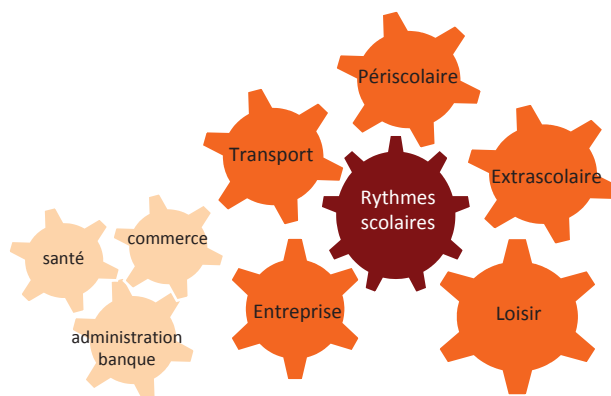 Périscolaire
Transport
Extrascolaire
Rythmes
scolaires
commerce
santé
Entreprise
Loisir
administration
banque